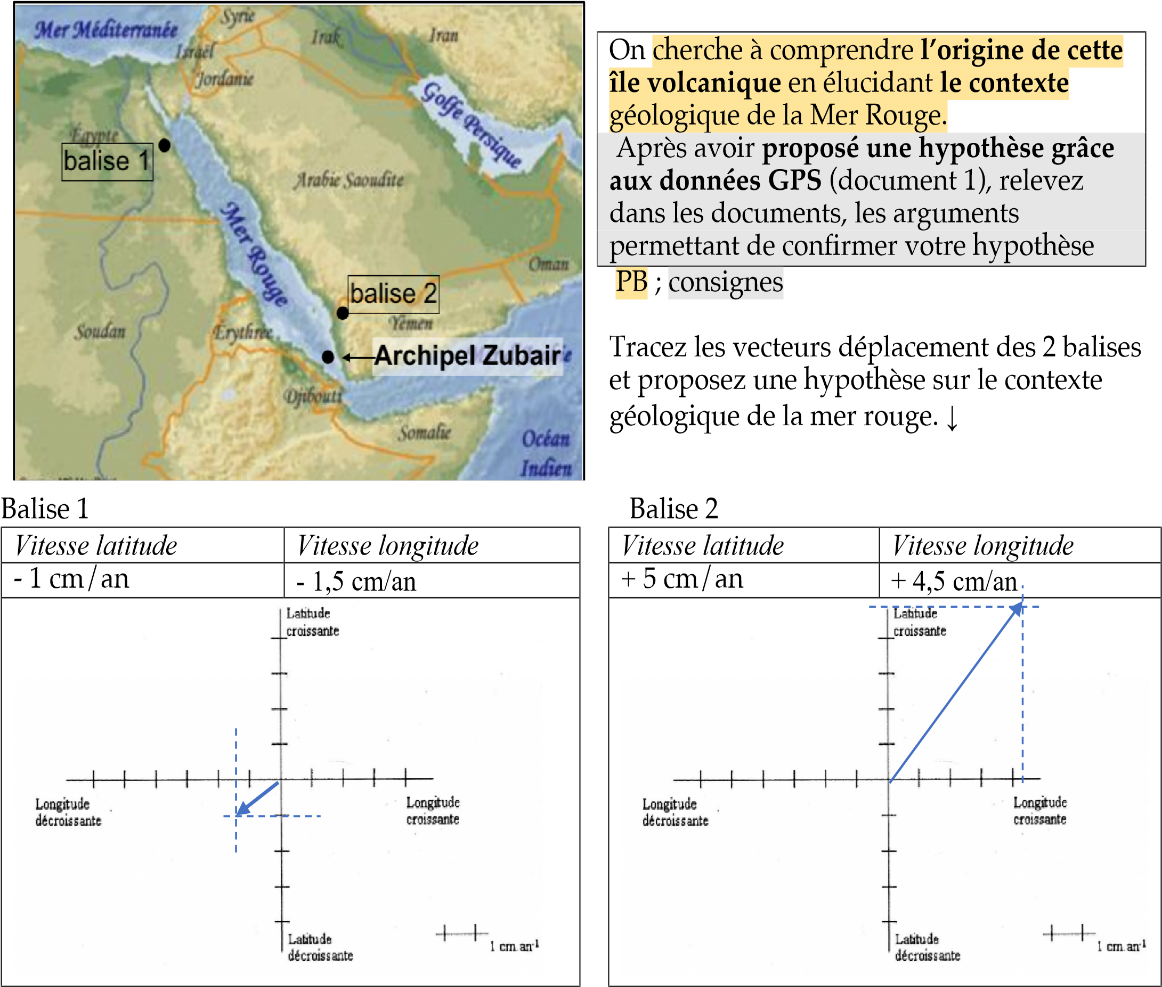 Mer Méditerranée
Syrie
Irak
Iran
Israël
Jordanie
Golfe Persique
Égypte
balise 1
Arabie Saoudite
Mer Rouge
Oman
balise 2
Soudan
Erythrée
Yémen
Archipel Zubair
Djibouti
Somalie
Océan
Indien
On cherche à comprendre l’origine de cette
île volcanique en élucidant le contexte
géologique de la Mer Rouge.
Après avoir proposé une hypothèse grâce
aux données GPS (document 1), relevez
dans les documents, les arguments
permettant de confirmer votre hypothèse
PB ; consignes
Tracez les vecteurs déplacement des 2 balises
et proposez une hypothèse sur le contexte
géologique de la mer rouge. ↓
Balise 1
Vitesse latitude
Vitesse longitude
- 1 cm/an
- 1,5 cm/an
Latitude
croissante
Longitude
décroissante
Longitude
croissante
Latitude
décroissante
1 cm.an-1
Balise 2
Vitesse latitude
Vitesse longitude
+ 5 cm/an
+ 4,5 cm/an
Latitude
croissante
Longitude
décroissante
Longitude
croissante
Latitude
décroissante
1 cm.an-1